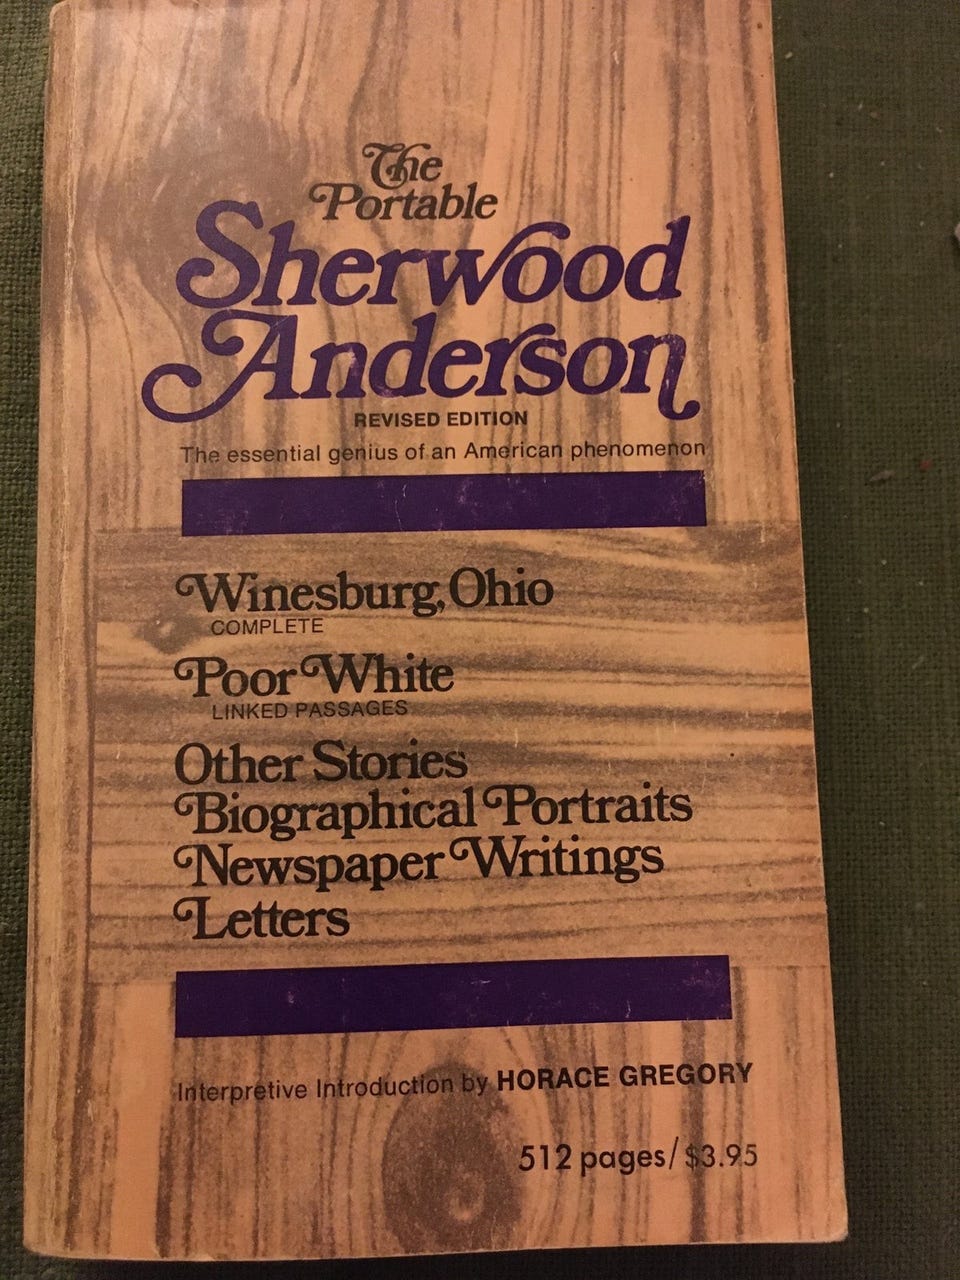 The
Portable
Sherwood
Anderson
REVISED EDITION
The essential genius of an American phenomenon
Winesburg, Ohio
COMPLETE
Poor White
LINKED PASSAGES
Other Stories
Biographical Portraits
Newspaper Writings
Letters
Interpretive Introduction by HORACE GREGORY
512 pages/$3.95